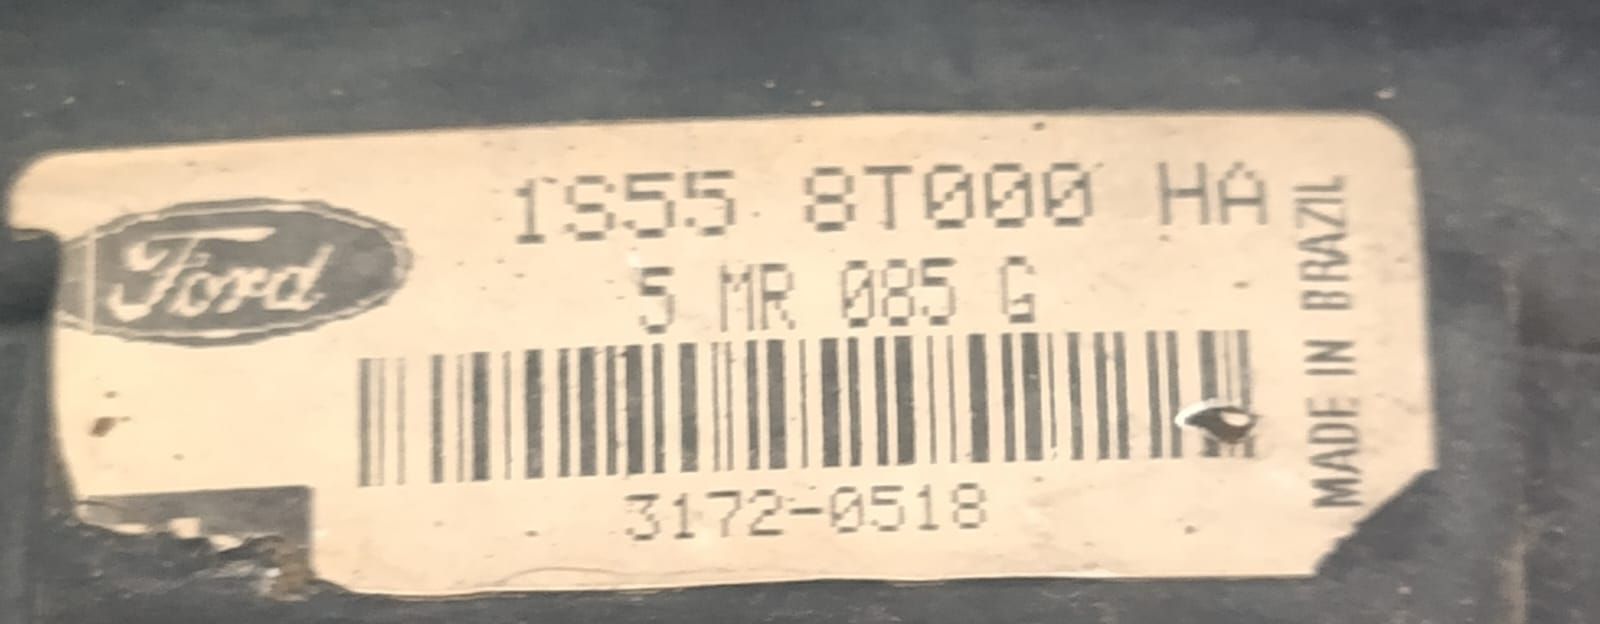 Ford
1S55 8T000 HA
5 MR 085 G
3172-0518
MADE IN BRAZIL